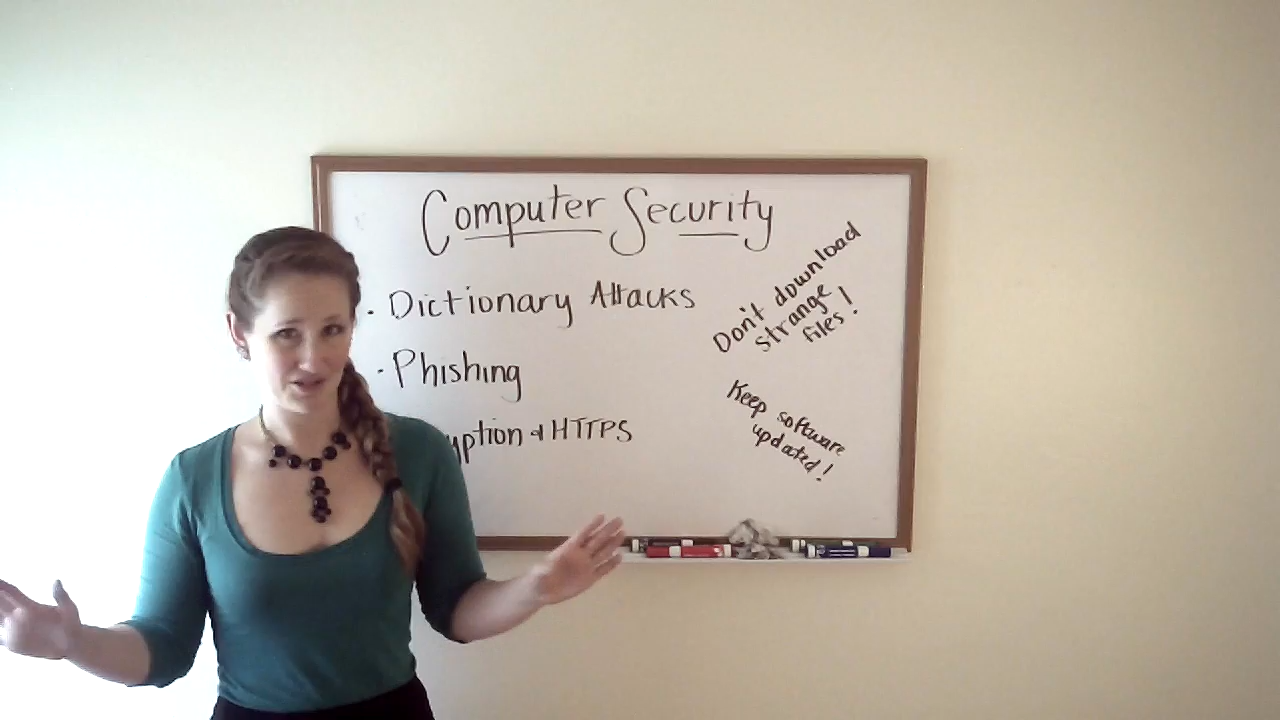 Computer Security
· Dictionary Attacks
· Phishing
yption & HTTPS
Don't download
strange
files!
Keep software
updated!